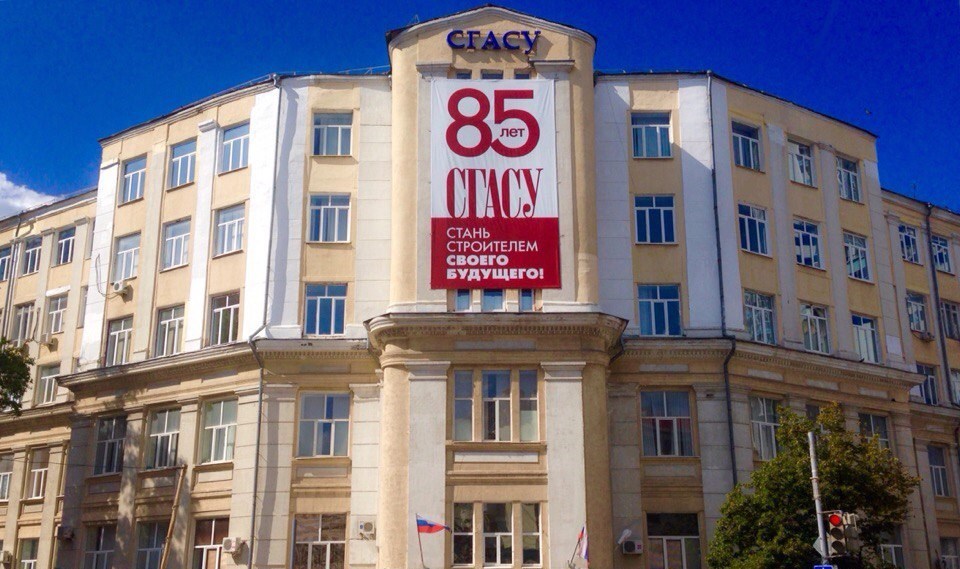 СГАСУ
85
лет
СГАСУ
СТАНЬ
СТРОИТЕЛЕМ
СВОЕГО
БУДУЩЕГО!